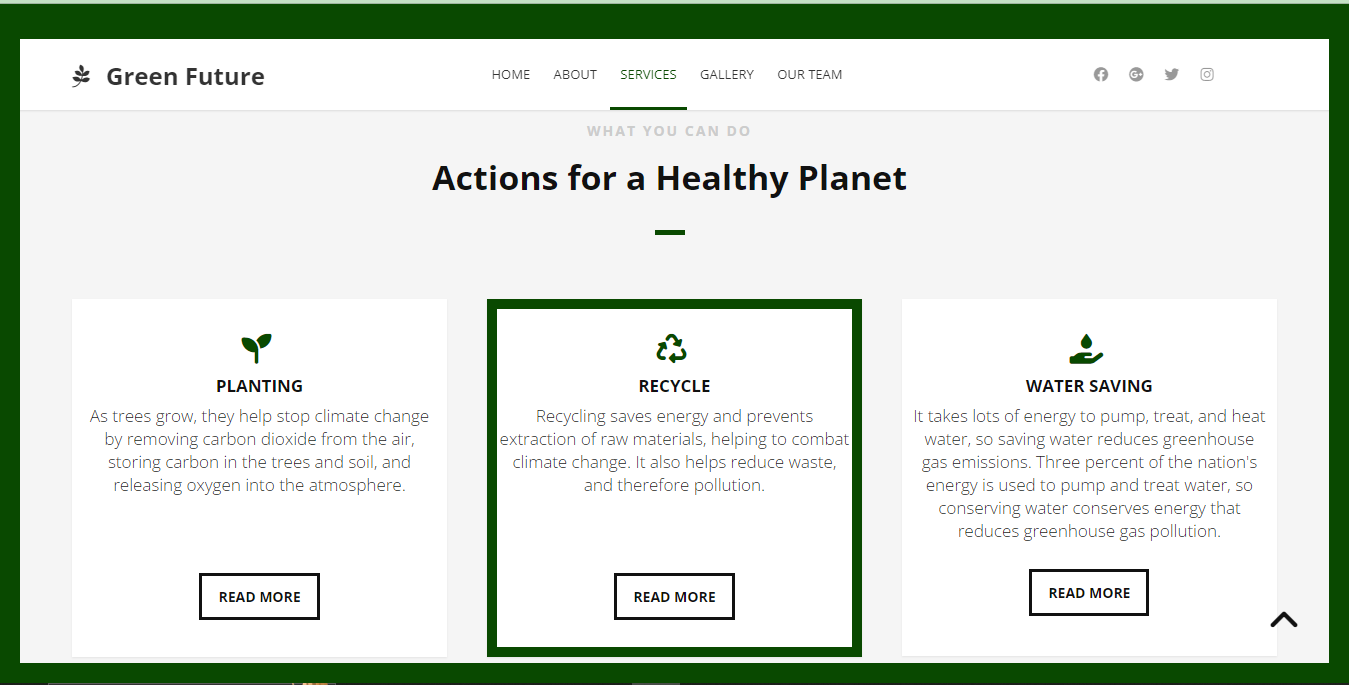 Green Future
HOME ABOUT SERVICES GALLERY OUR TEAM
WHAT YOU CAN DO
Actions for a Healthy Planet
PLANTING
As trees grow, they help stop climate change
by removing carbon dioxide from the air,
storing carbon in the trees and soil, and
releasing oxygen into the atmosphere.
READ MORE
RECYCLE
Recycling saves energy and prevents
extraction of raw materials, helping to combat
climate change. It also helps reduce waste,
and therefore pollution.
READ MORE
WATER SAVING
It takes lots of energy to pump, treat, and heat
water, so saving water reduces greenhouse
gas emissions. Three percent of the nation's
energy is used to pump and treat water, so
conserving water conserves energy that
reduces greenhouse gas pollution.
READ MORE